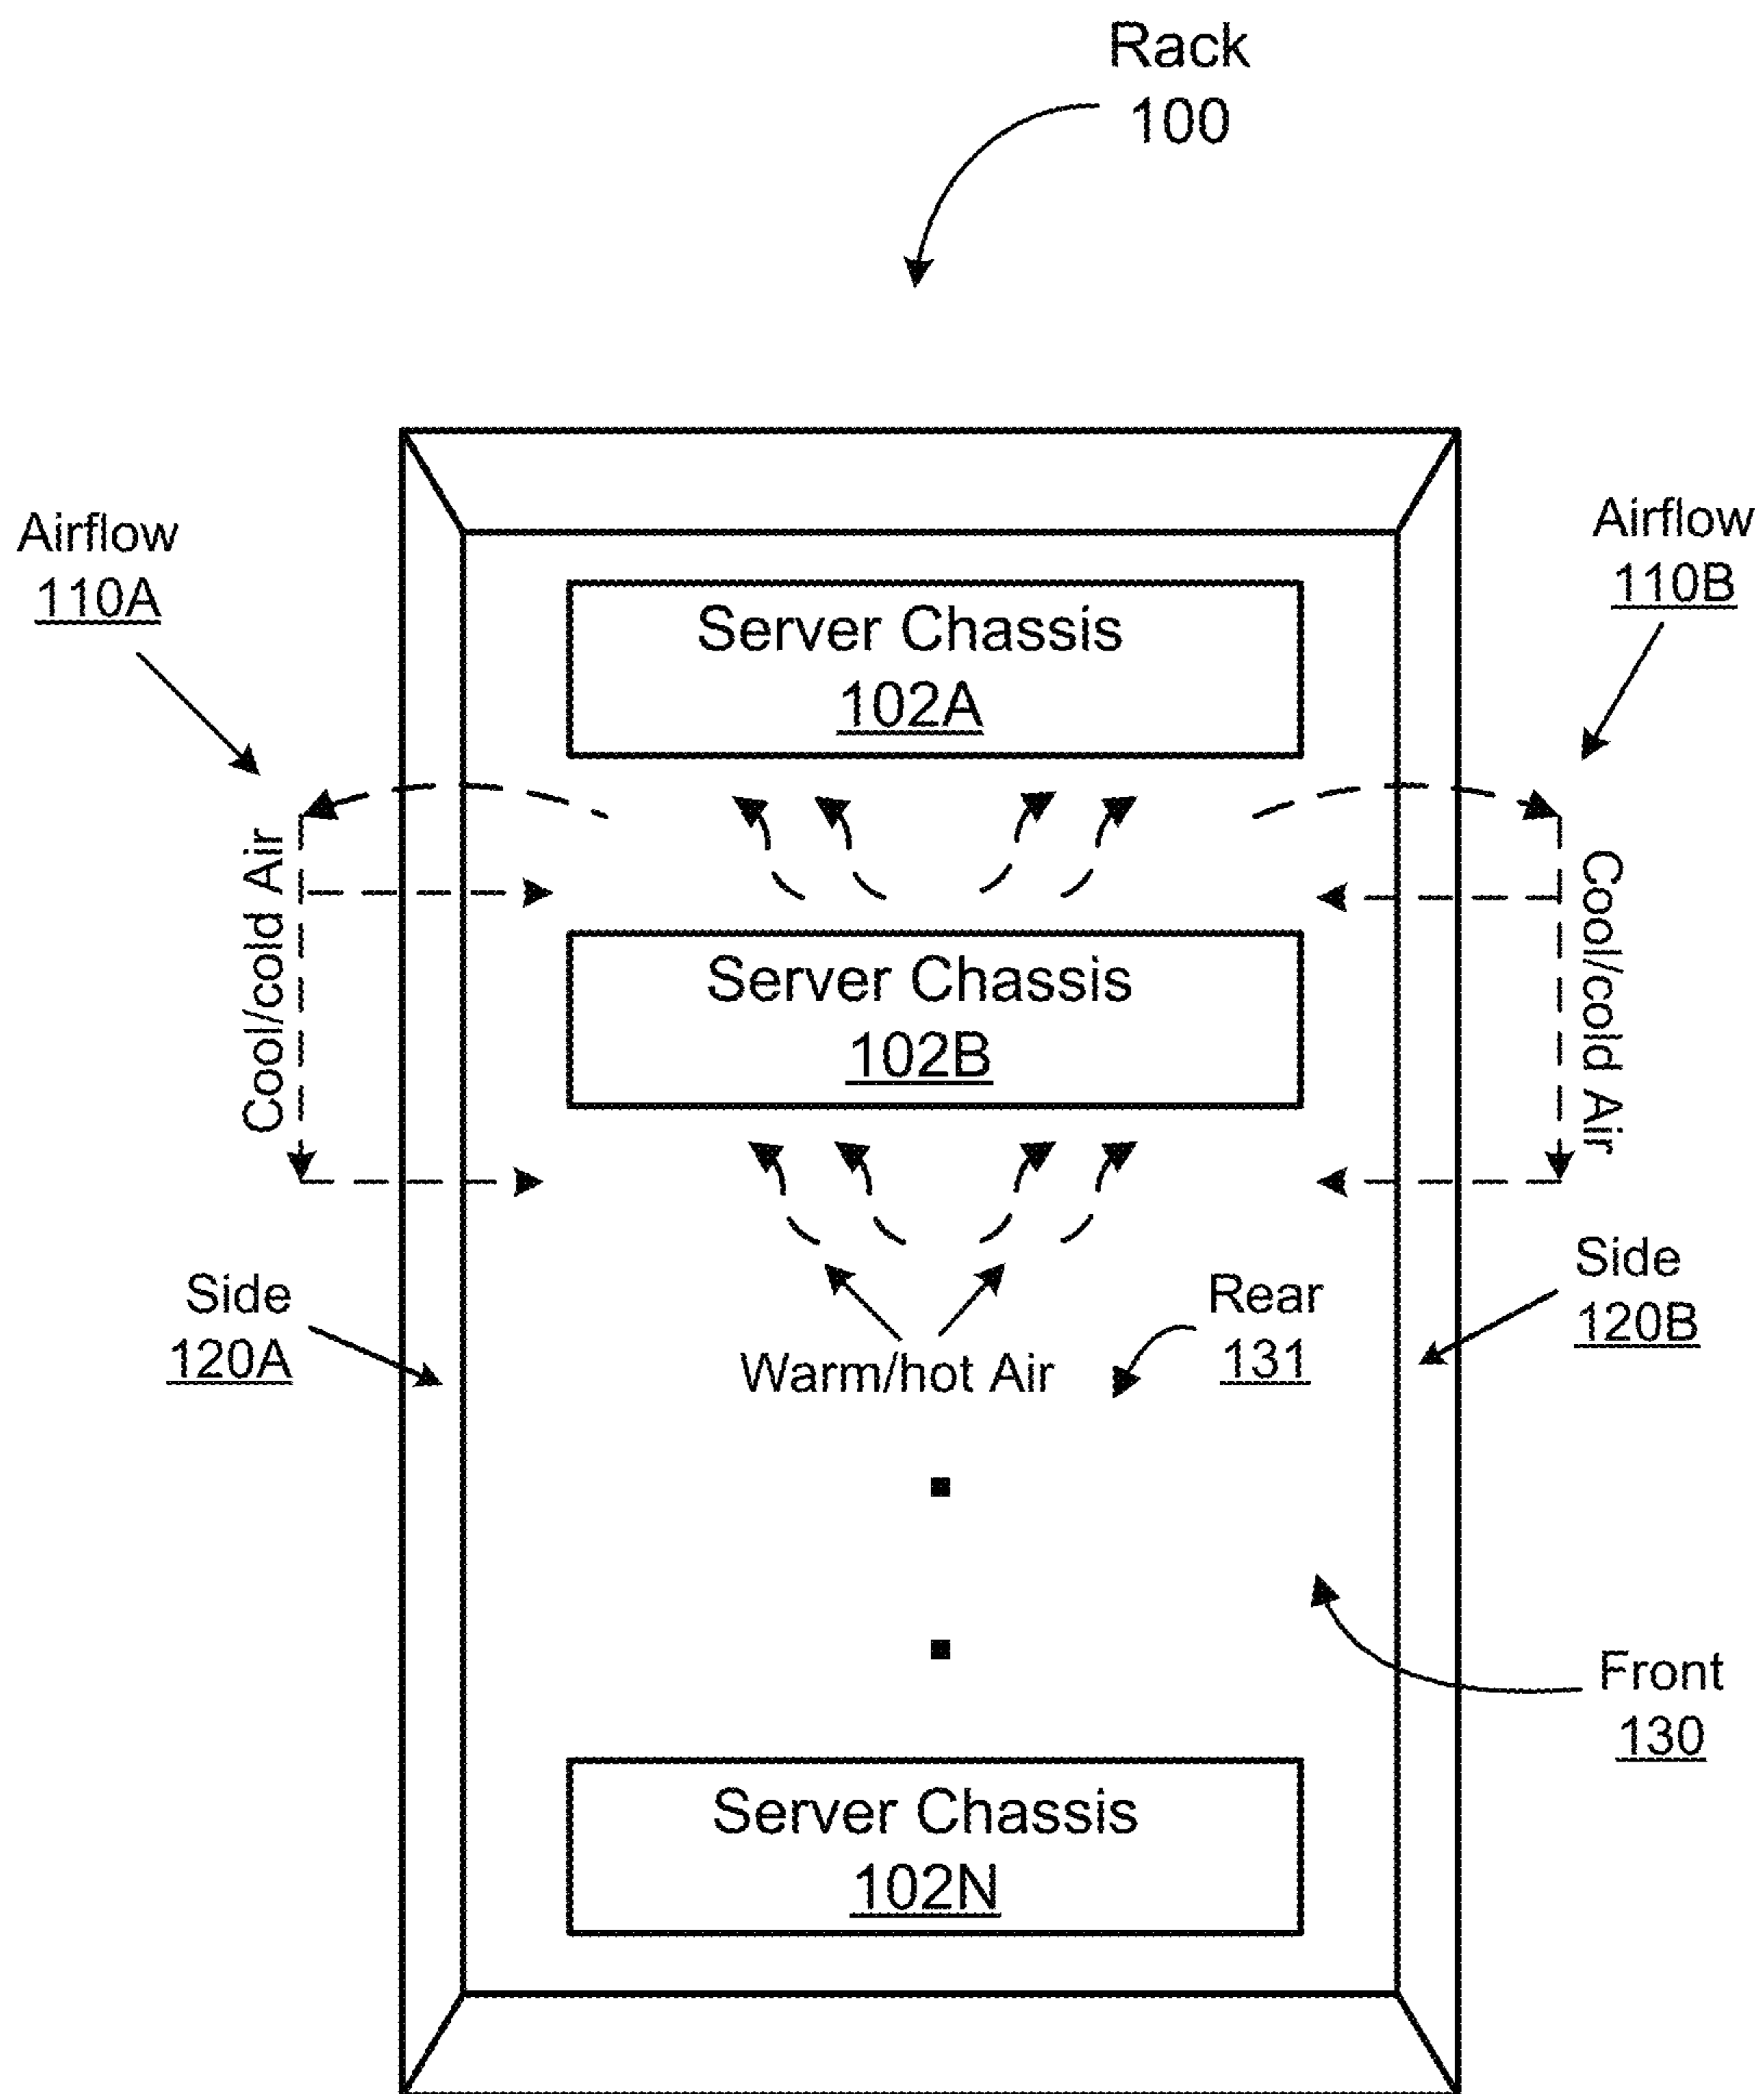 Rack
100
Airflow
110A
Airflow
110B
Server Chassis
102A
Cool/cold Air
Cool/cold Air
Server Chassis
102B
Side
120A
Warm/hot Air
Rear
131
Side
120B
Front
130
Server Chassis
102N